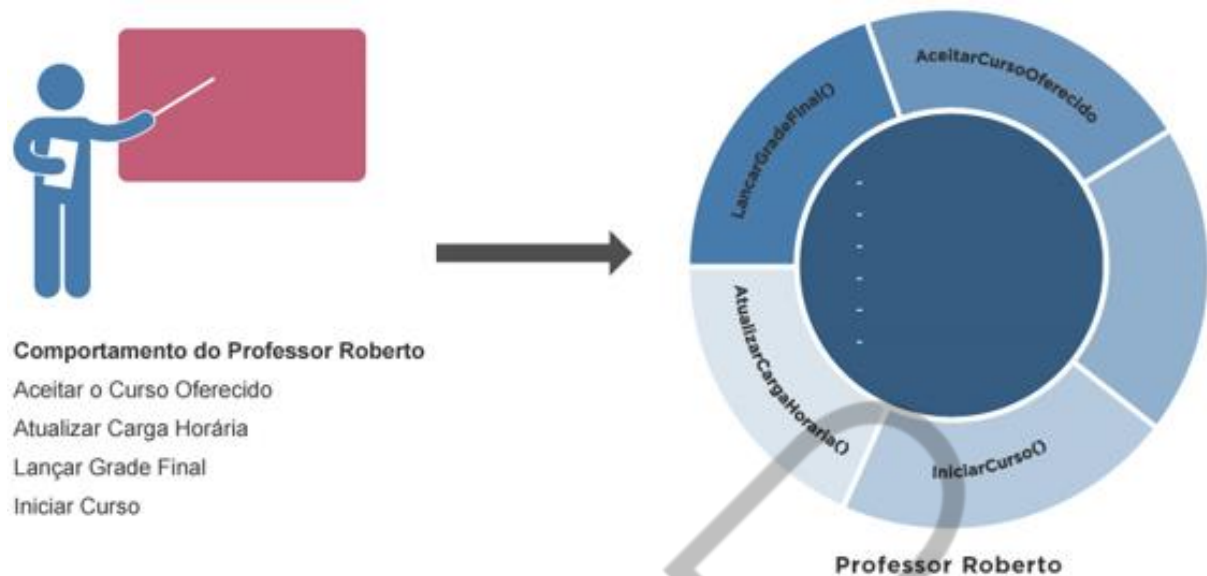 Comportamento do Professor Roberto
Aceitar o Curso Oferecido
Atualizar Carga Horária
Lançar Grade Final
Iniciar Curso
LancarGradeFinal()
AceitarCursoOferecido
AtualizarCargaHoraria()
IniciarCurso()
Professor Roberto